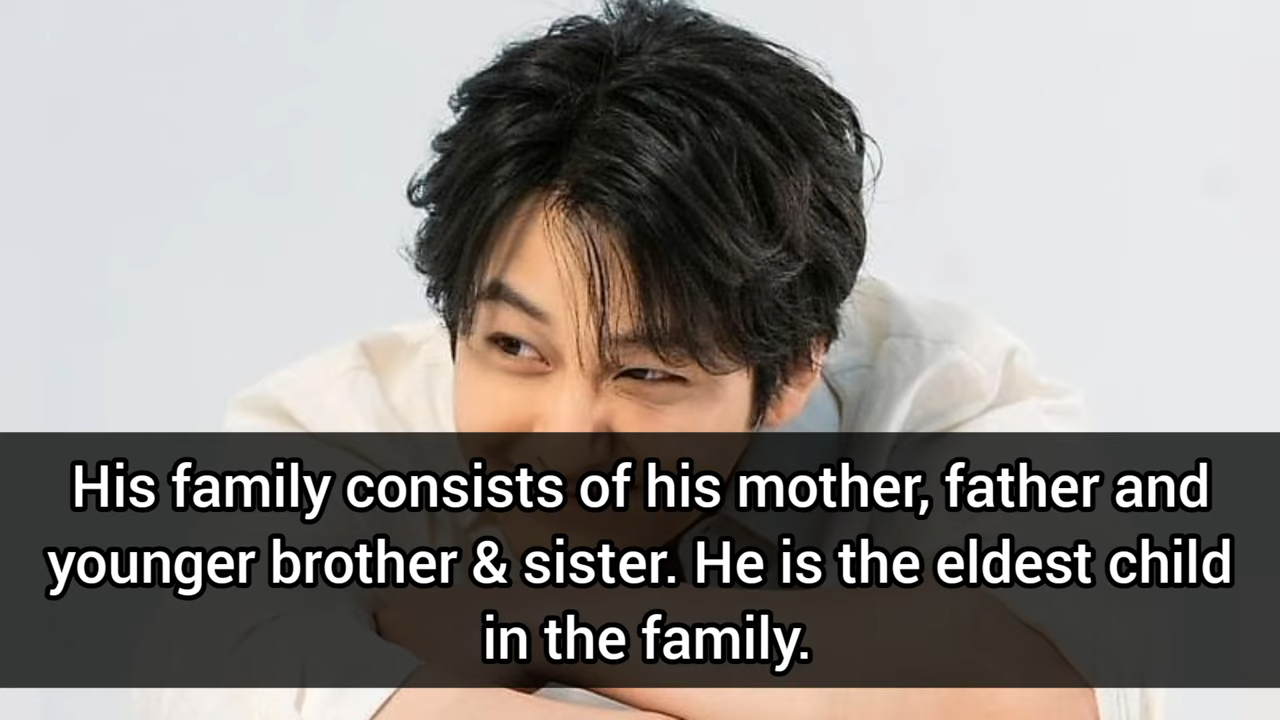 His family consists of his mother, father and
younger brother & sister. He is the eldest child
in the family.